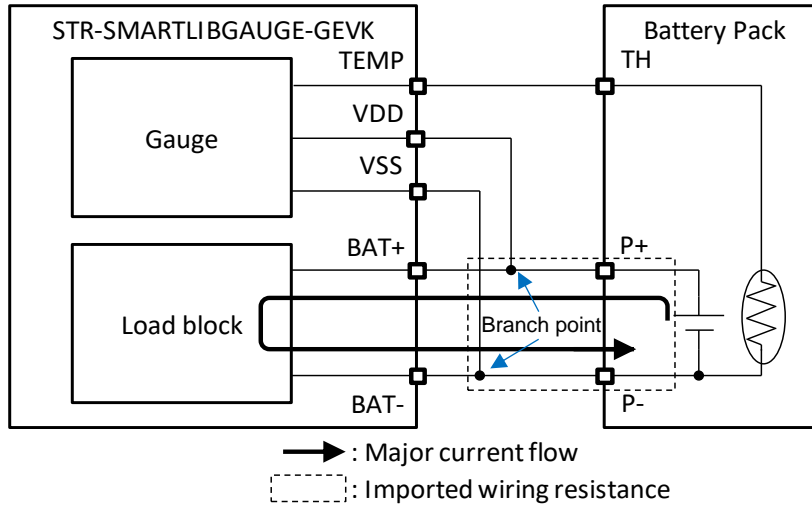 STR-SMARTLIBGAUGE-GEVK
Battery Pack
TEMP
TH
VDD
Gauge
VSS
BAT+
P+
Load block
Branch point
BAT-
P-
: Major current flow
: Imported wiring resistance